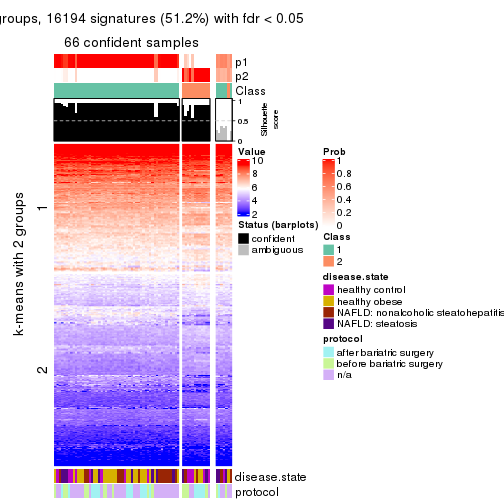 groups, 16194 signatures (51.2%) with fdr < 0.05
66 confident samples
p1
p2
Class
1
0.5
0
Silhouette
score
k-means with 2 groups
1
2
Value
10
8
6
4
2
Status (barplots)
confident
ambiguous
Prob
1
0.8
0.6
0.4
0.2
0
Class
1
2
disease.state
healthy control
healthy obese
NAFLD: nonalcoholic steatohepatitis
NAFLD: steatosis
protocol
after bariatric surgery
before bariatric surgery
n/a
disease.state
protocol